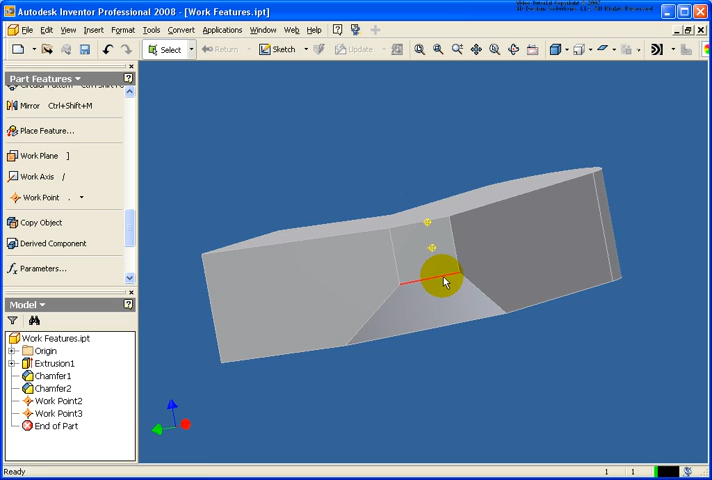 Autodesk Inventor Professional 2008 - [Work Features.ipt]
File Edit View Insert Format Tools Convert Applications Window Web Help
Select Return Sketch Update
Part Features
Mirror Ctrl+Shift+M
Place Feature...
Work Plane ]
Work Axis /
Work Point .
Copy Object
Derived Component
fx Parameters...
Model
Work Features.ipt
Origin
Extrusion1
Chamfer1
Chamfer2
Work Point2
Work Point3
End of Part
Ready
1 1